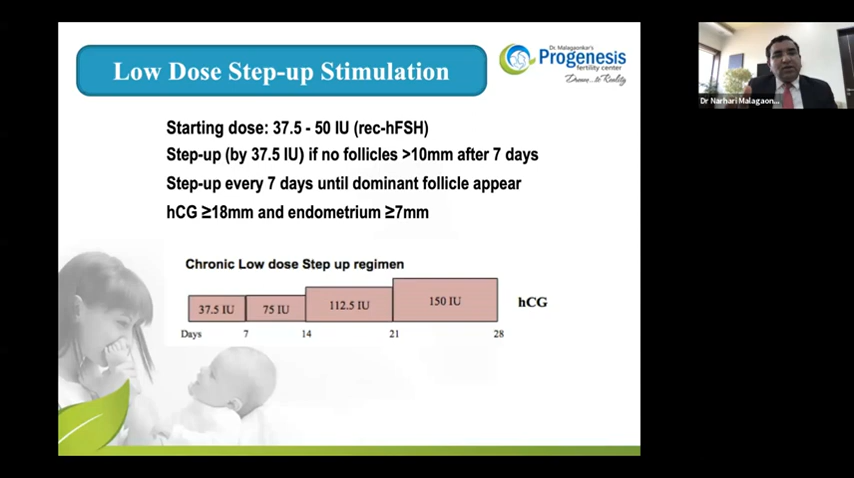 Low Dose Step-up Stimulation
Dr. Malagaonkar's
Progenesis
fertility center
Dream... to Reality
Starting dose: 37.5 - 50 IU (rec-hFSH)
Step-up (by 37.5 IU) if no follicles >10mm after 7 days
Step-up every 7 days until dominant follicle appear
hCG ≥18mm and endometrium ≥7mm
Chronic Low dose Step up regimen
37.5 IU 75 IU 112.5 IU 150 IU hCG
Days 7 14 21 28
Dr Narhari Malagaon...